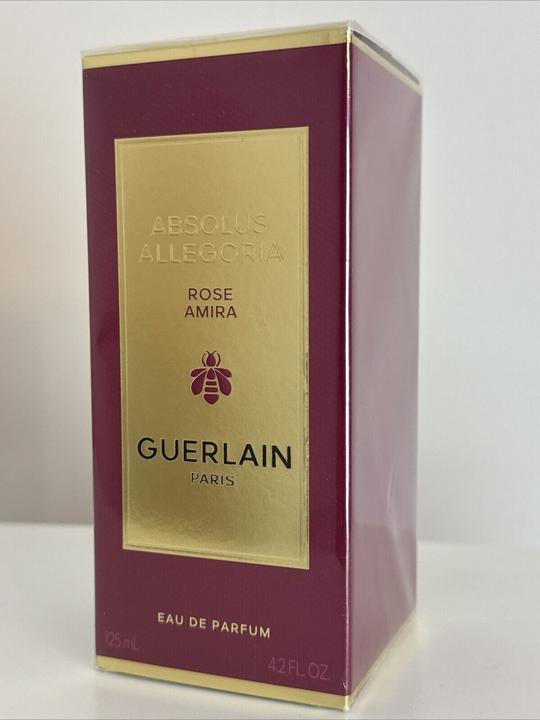 ABSOLUS
ALLEGORIA
ROSE
AMIRA
GUERLAIN
PARIS
EAU DE PARFUM
125 mL
4.2 FL. OZ.